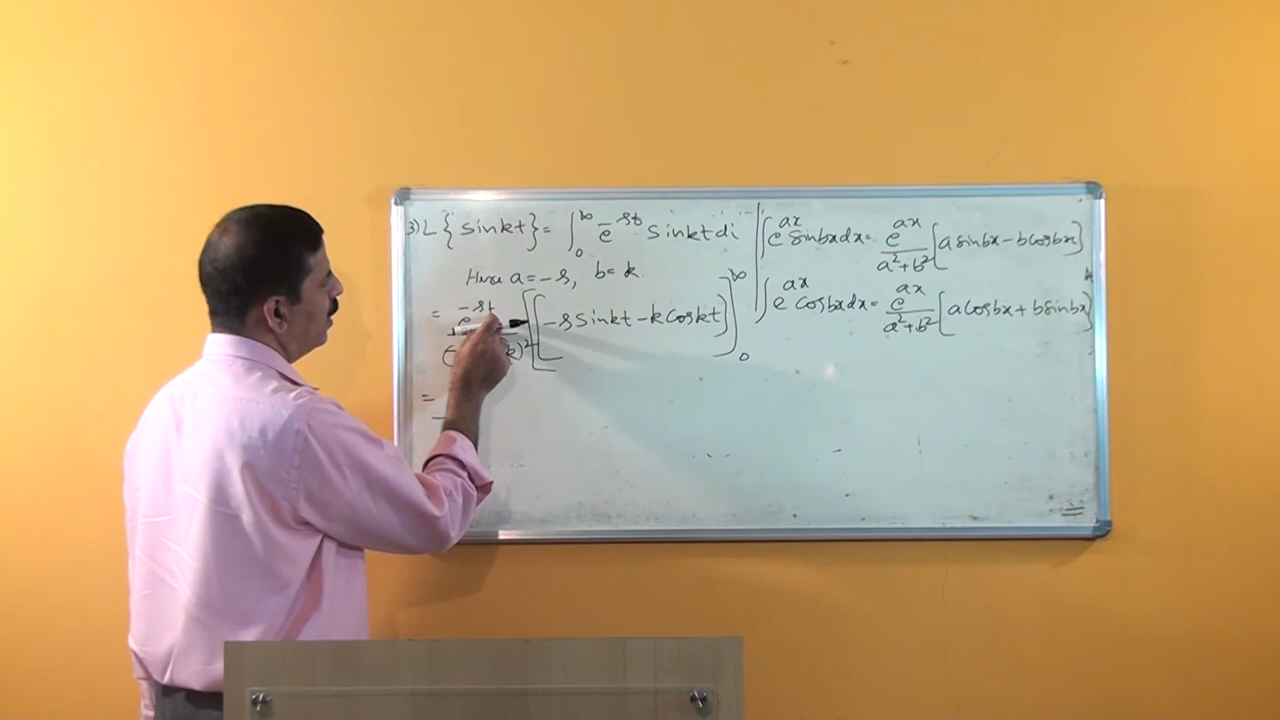 3) L { sinkt } = ∫₀^∞ e^-st sinkt dt
Here a = -s, b = k
= e^-st [ [ -s sinkt - k coskt ] ]₀^∞
k)²
=
∫ e^ax sinbx dx = e^ax / a²+b² [ a sinbx - b cosbx ]
∫ e^ax cosbx dx = e^ax / a²+b² [ a cosbx + b sinbx ]
=